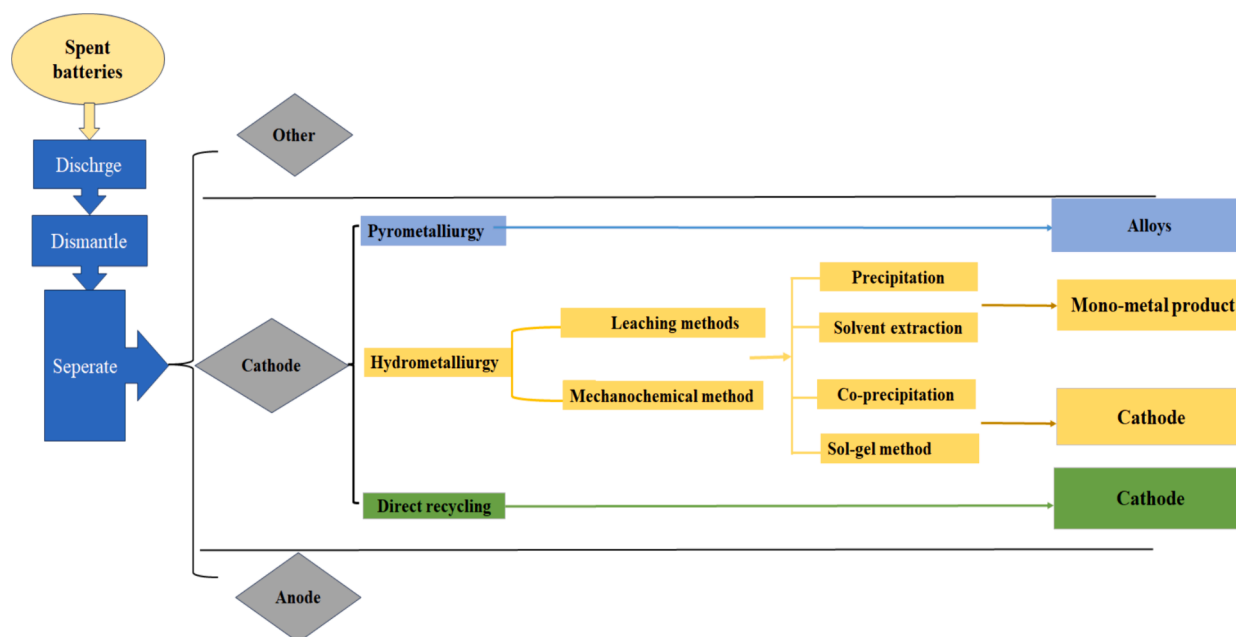 Spent
batteries
Dischrge
Dismantle
Seperate
Other
Cathode
Anode
Pyrometalliurgy
Hydrometalliurgy
Direct recycling
Leaching methods
Mechanochemical method
Precipitation
Solvent extraction
Co-precipitation
Sol-gel method
Alloys
Mono-metal product
Cathode
Cathode